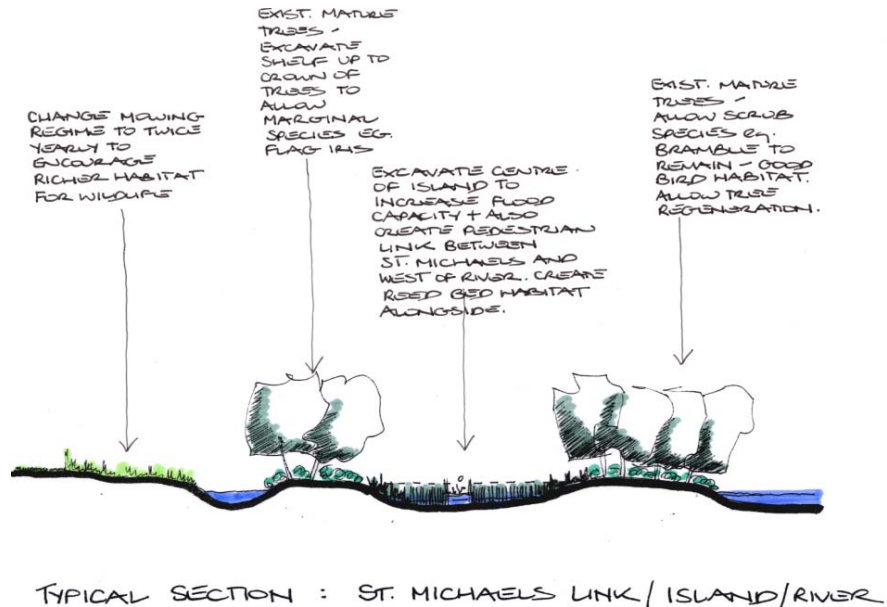 CHANGE MOWING
REGIME TO TWICE
YEARLY TO
ENCOURAGE
RICHER HABITAT
FOR WILDLIFE
EXIST. MATURE
TREES -
EXCAVATE
SHELF UP TO
CROWN OF
TREES TO
ALLOW
MARGINAL
SPECIES EG.
FLAG IRIS
EXCAVATE CENTRE
OF ISLAND TO
INCREASE FLOOD
CAPACITY + ALSO
CREATE PEDESTRIAN
LINK BETWEEN
ST. MICHAELS AND
WEST OF RIVER. CREATE
REED BED HABITAT
ALONGSIDE.
EXIST. MATURE
TREES -
ALLOW SCRUB
SPECIES eg.
BRAMBLE TO
REMAIN - GOOD
BIRD HABITAT.
ALLOW TREE
REGENERATION.
TYPICAL SECTION : ST. MICHAELS LINK/ISLAND/RIVER